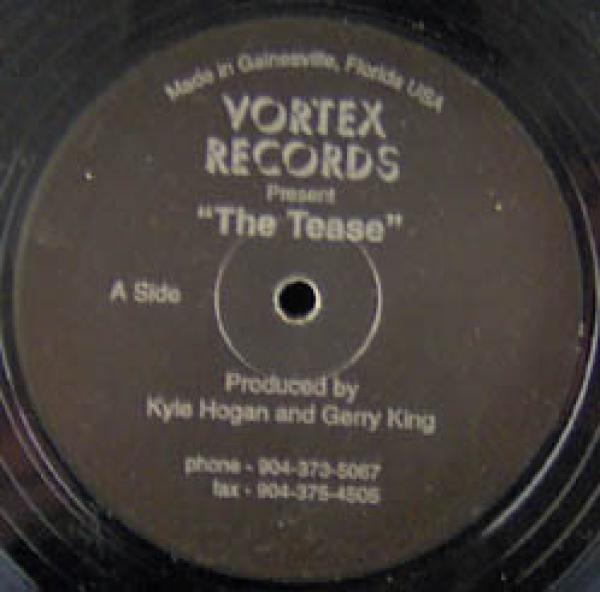 Made in Gainesville, Florida USA
VORTEX
RECORDS
Present
"The Tease"
A Side
Produced by
Kyle Hogan and Gerry King
phone - 904-373-5067
fax - 904-375-4506